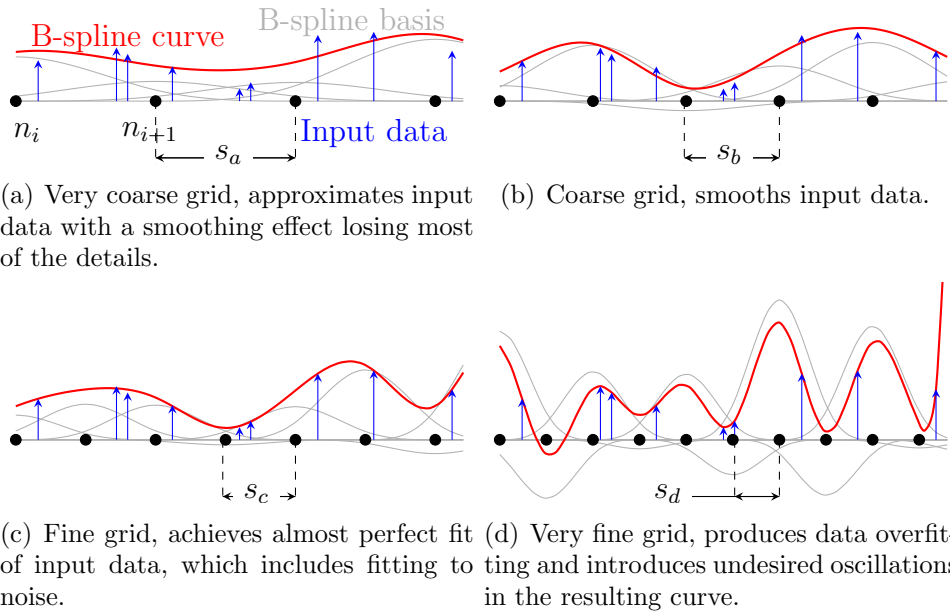 B-spline curve
B-spline basis
n_i
n_{i+1}
Input data
s_a
s_b
(a) Very coarse grid, approximates input
data with a smoothing effect losing most
of the details.
(b) Coarse grid, smooths input data.
s_c
s_d
(c) Fine grid, achieves almost perfect fit
of input data, which includes fitting to
noise.
(d) Very fine grid, produces data overfit-
ting and introduces undesired oscillations
in the resulting curve.